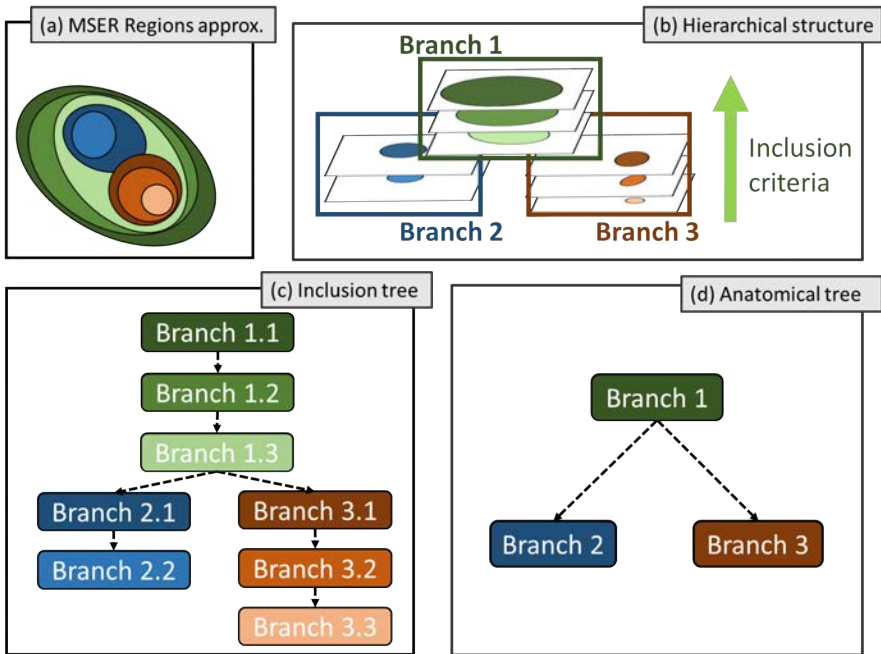 (a) MSER Regions approx.
(b) Hierarchical structure
Branch 1
Inclusion
criteria
Branch 2
Branch 3
(c) Inclusion tree
Branch 1.1
Branch 1.2
Branch 1.3
Branch 2.1
Branch 3.1
Branch 2.2
Branch 3.2
Branch 3.3
(d) Anatomical tree
Branch 1
Branch 2
Branch 3